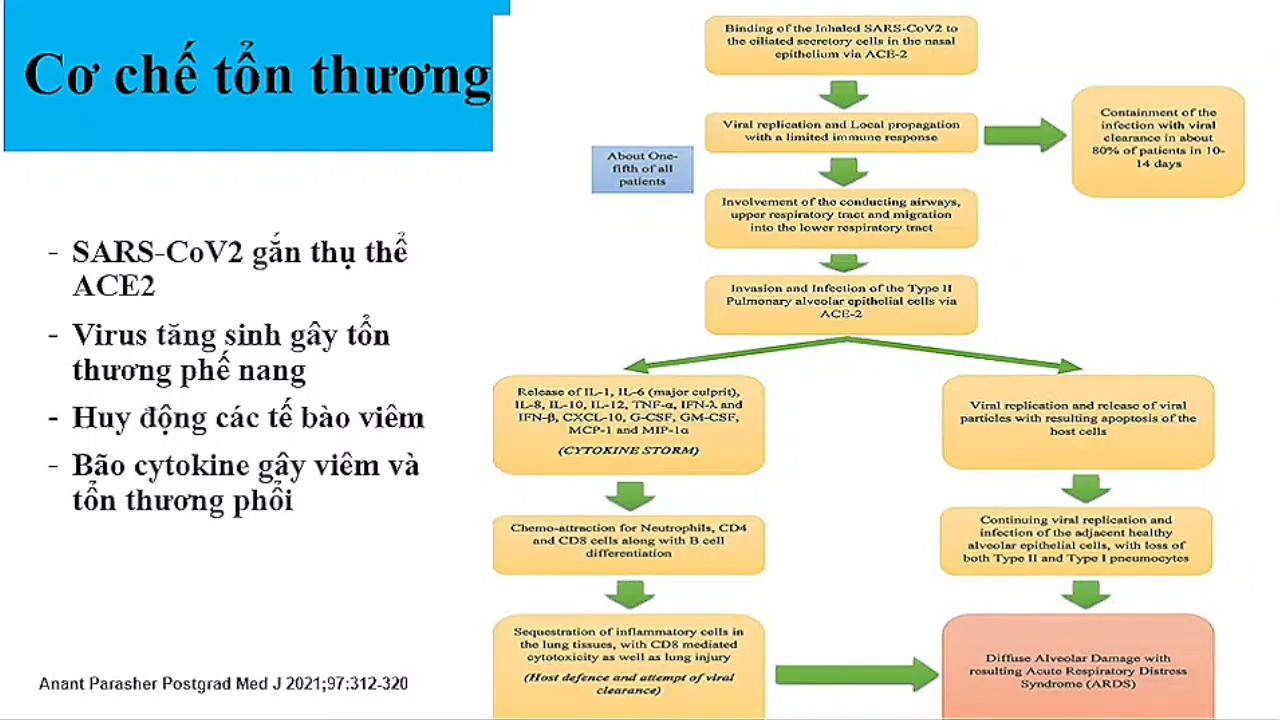 Cơ chế tổn thương
- SARS-CoV2 gắn thụ thể
ACE2
- Virus tăng sinh gây tổn
thương phế nang
- Huy động các tế bào viêm
- Bão cytokine gây viêm và
tổn thương phổi
Anant Parasher Postgrad Med J 2021;97:312-320
Binding of the Inhaled SARS-CoV2 to
the ciliated secretory cells in the nasal
epithelium via ACE-2
Viral replication and Local propagation
with a limited immune response
Containment of the
infection with viral
clearance in about
80% of patients in 10-
14 days
About One-
fifth of all
patients
Involvement of the conducting airways,
upper respiratory tract and migration
into the lower respiratory tract
Invasion and Infection of the Type II
Pulmonary alveolar epithelial cells via
ACE-2
Release of IL-1, IL-6 (major culprit),
IL-8, IL-10, IL-12, TNF-α, IFN-λ and
IFN-β, CXCL-10, G-CSF, GM-CSF,
MCP-1 and MIP-1α
(CYTOKINE STORM)
Chemo-attraction for Neutrophils, CD4
and CD8 cells along with B cell
differentiation
Sequestration of inflammatory cells in
the lung tissues, with CD8 mediated
cytotoxicity as well as lung injury
(Host defence and attempt of viral
clearance)
Viral replication and release of viral
particles with resulting apoptosis of the
host cells
Continuing viral replication and
infection of the adjacent healthy
alveolar epithelial cells, with loss of
both Type II and Type I pneumocytes
Diffuse Alveolar Damage with
resulting Acute Respiratory Distress
Syndrome (ARDS)